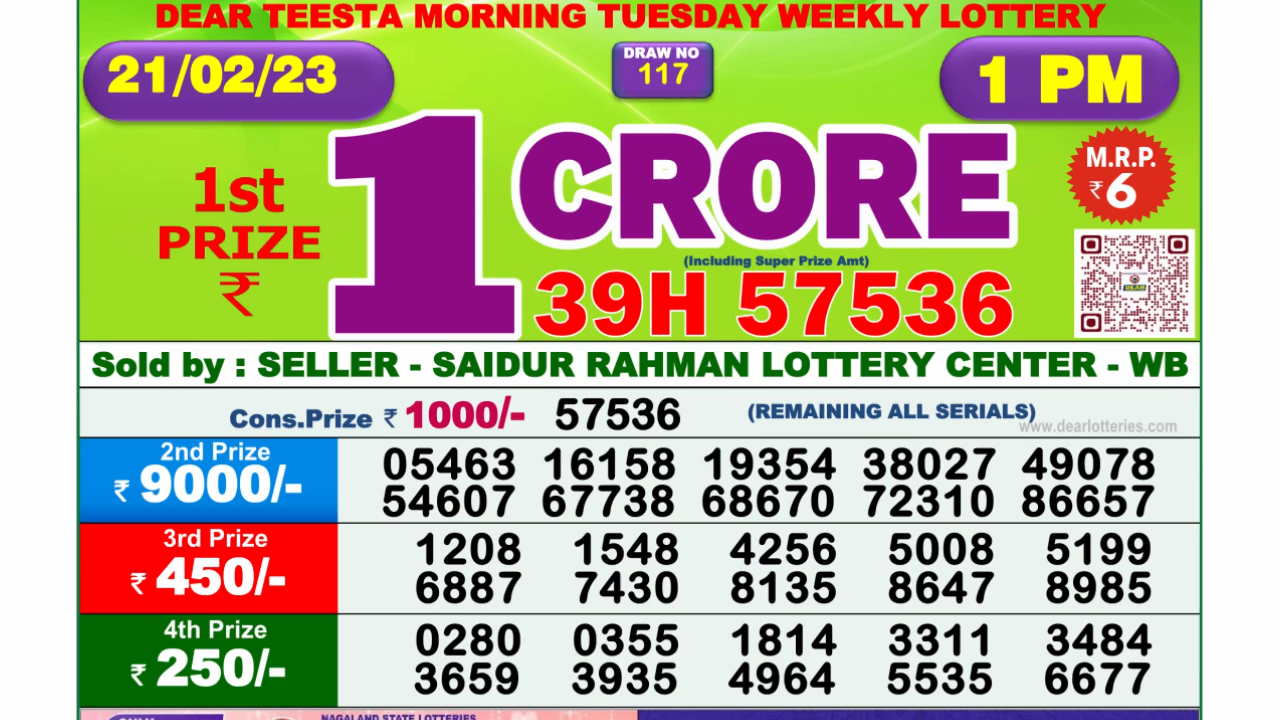 DEAR TEESTA MORNING TUESDAY WEEKLY LOTTERY
21/02/23
DRAW NO
117
1 PM
1st
PRIZE
₹
1 CRORE
(Including Super Prize Amt)
39H 57536
M.R.P.
₹ 6
Sold by : SELLER - SAIDUR RAHMAN LOTTERY CENTER - WB
Cons.Prize ₹ 1000/- 57536 (REMAINING ALL SERIALS)
www.dearlotteries.com
2nd Prize
₹ 9000/-
05463 16158 19354 38027 49078
54607 67738 68670 72310 86657
3rd Prize
₹ 450/-
1208 1548 4256 5008 5199
6887 7430 8135 8647 8985
4th Prize
₹ 250/-
0280 0355 1814 3311 3484
3659 3935 4964 5535 6677
NAGALAND STATE LOTTERIES